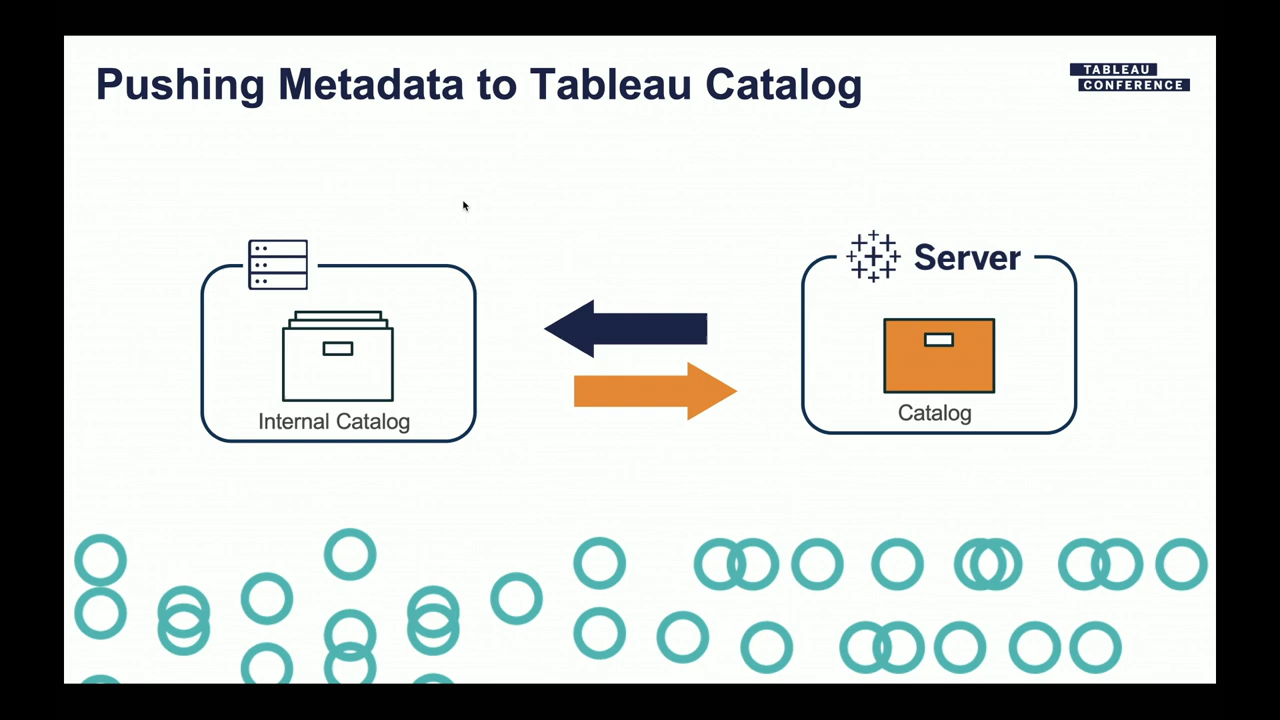 Pushing Metadata to Tableau Catalog
TABLEAU
CONFERENCE
Server
Internal Catalog
Catalog